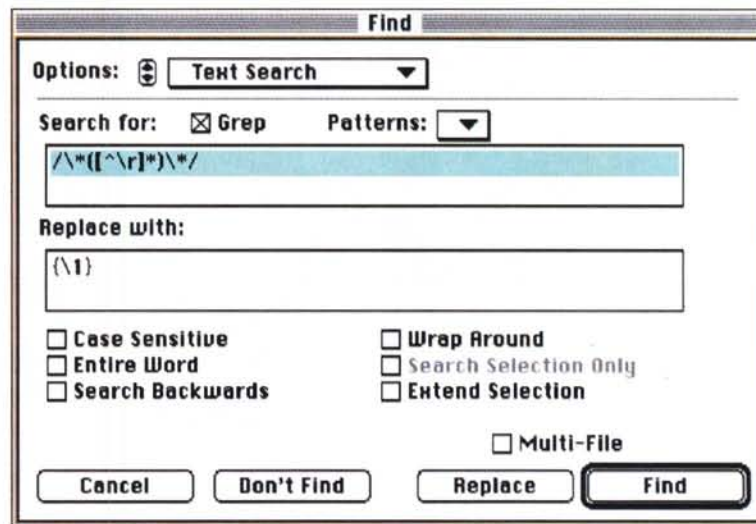 Find
Options: Text Search
Search for: Grep Patterns:
/\*([^\r]*)\*/
Replace with:
{\1}
Case Sensitive Wrap Around
Entire Word Search Selection Only
Search Backwards Extend Selection
Multi-File
Cancel Don't Find Replace Find